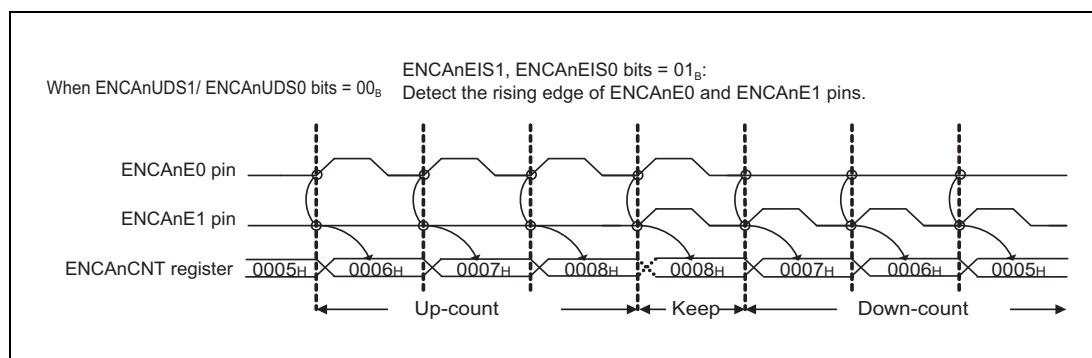 When ENCAnUDS1/ ENCAnUDS0 bits = 00B
ENCAnEIS1, ENCAnEIS0 bits = 01B:
Detect the rising edge of ENCAnE0 and ENCAnE1 pins.
ENCAnE0 pin
ENCAnE1 pin
ENCAnCNT register 0005H 0006H 0007H 0008H 0008H 0007H 0006H 0005H
Up-count Keep Down-count